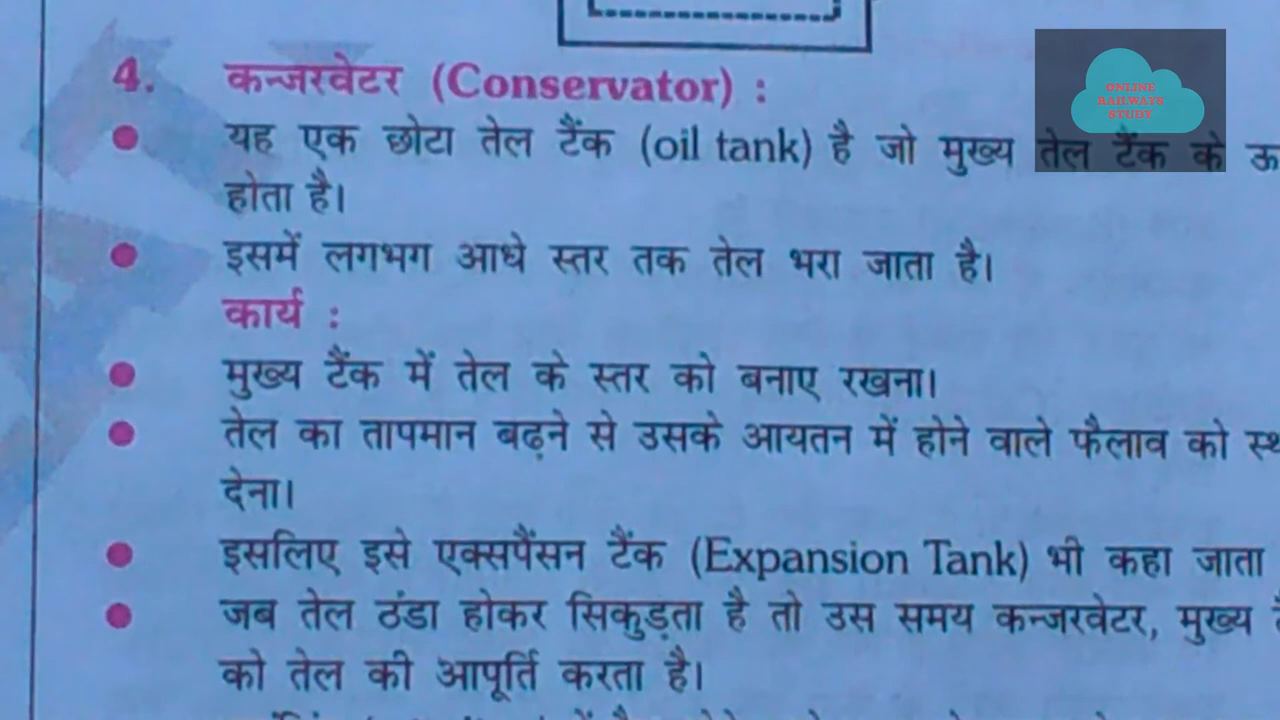 4. कन्जरवेटर (Conservator) :
ONLINE
RAILWAYS
STUDY
● यह एक छोटा तेल टैंक (oil tank) है जो मुख्य तेल टैंक के
होता है।
● इसमें लगभग आधे स्तर तक तेल भरा जाता है।
कार्य :
● मुख्य टैंक में तेल के स्तर को बनाए रखना।
● तेल का तापमान बढ़ने से उसके आयतन में होने वाले फैलाव को
देना।
● इसलिए इसे एक्सपैंसन टैंक (Expansion Tank) भी कहा जाता
● जब तेल ठंडा होकर सिकुड़ता है तो उस समय कन्जरवेटर, मुख्य
को तेल की आपूर्ति करता है।